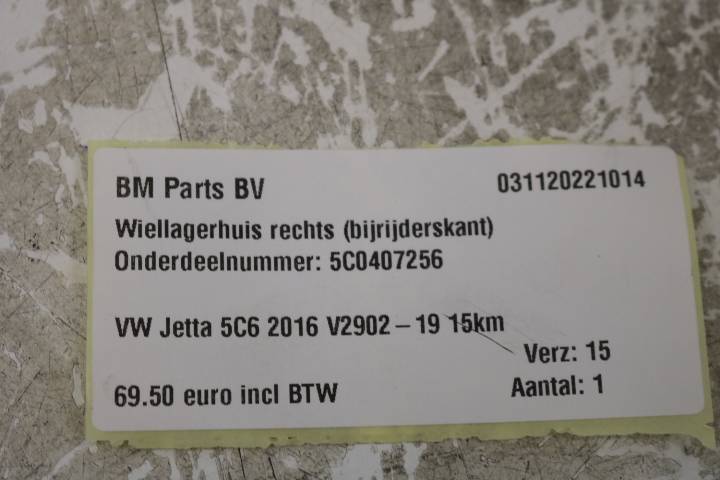 BM Parts BV 031120221014
Wiellagerhuis rechts (bijrijderskant)
Onderdeelnummer: 5C0407256
VW Jetta 5C6 2016 V2902 – 19 15km
Verz: 15
69.50 euro incl BTW Aantal: 1